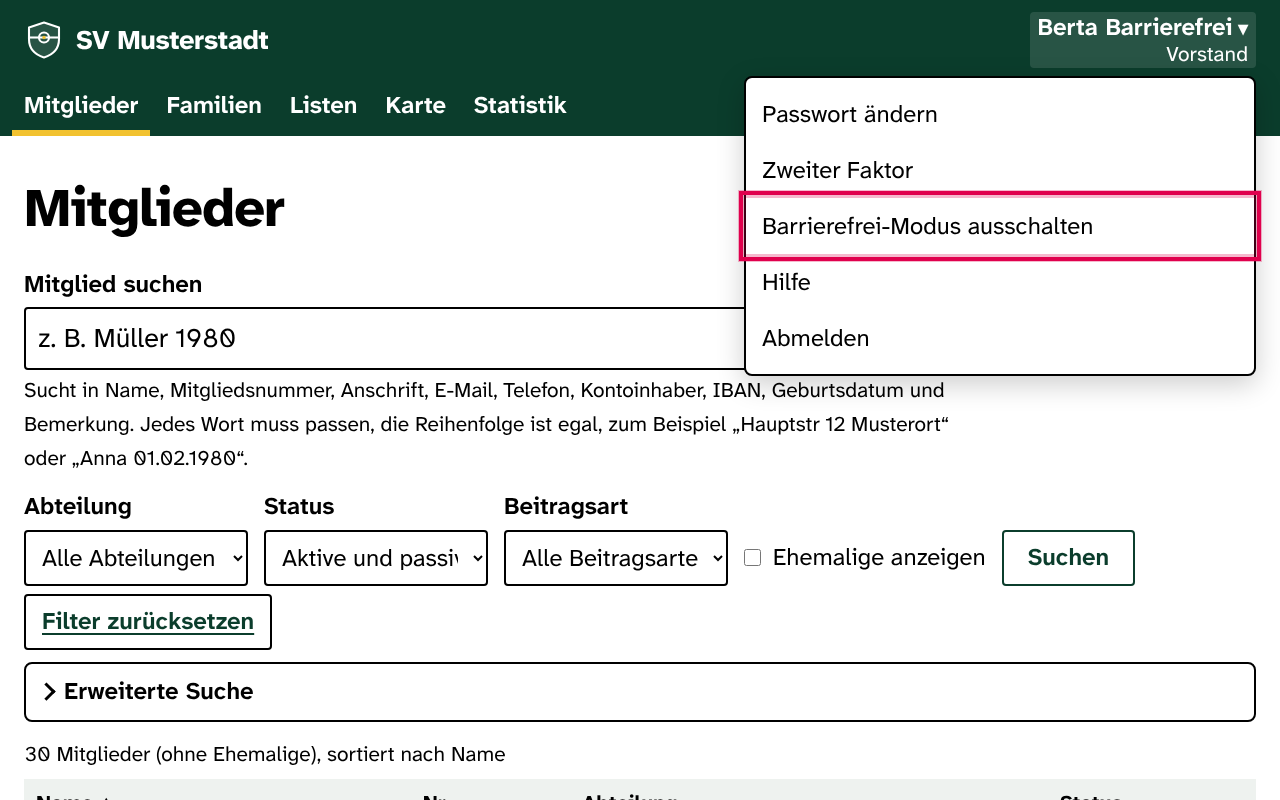 SV Musterstadt
Berta Barrierefrei ▾
Vorstand
Mitglieder Familien Listen Karte Statistik
Passwort ändern
Zweiter Faktor
Barrierefrei-Modus ausschalten
Hilfe
Abmelden
Mitglieder
Mitglied suchen
z. B. Müller 1980
Sucht in Name, Mitgliedsnummer, Anschrift, E-Mail, Telefon, Kontoinhaber, IBAN, Geburtsdatum und
Bemerkung. Jedes Wort muss passen, die Reihenfolge ist egal, zum Beispiel „Hauptstr 12 Musterort“
oder „Anna 01.02.1980“.
Abteilung Status Beitragsart
Alle Abteilungen Aktive und passiv Alle Beitragsarte Ehemalige anzeigen Suchen
Filter zurücksetzen
Erweiterte Suche
30 Mitglieder (ohne Ehemalige), sortiert nach Name
Name Nr. Abteilung Status